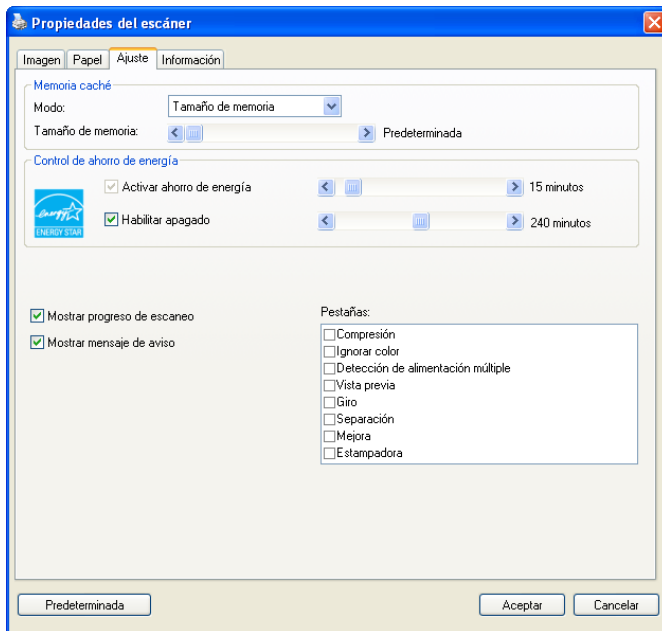 Propiedades del escáner
Imagen Papel Ajuste Información
Memoria caché
Modo: Tamaño de memoria
Tamaño de memoria: Predeterminada
Control de ahorro de energía
Activar ahorro de energía 15 minutos
energy
ENERGY STAR
Habilitar apagado 240 minutos
Mostrar progreso de escaneo
Mostrar mensaje de aviso
Pestañas:
Compresión
Ignorar color
Detección de alimentación múltiple
Vista previa
Giro
Separación
Mejora
Estampadora
Predeterminada Aceptar Cancelar